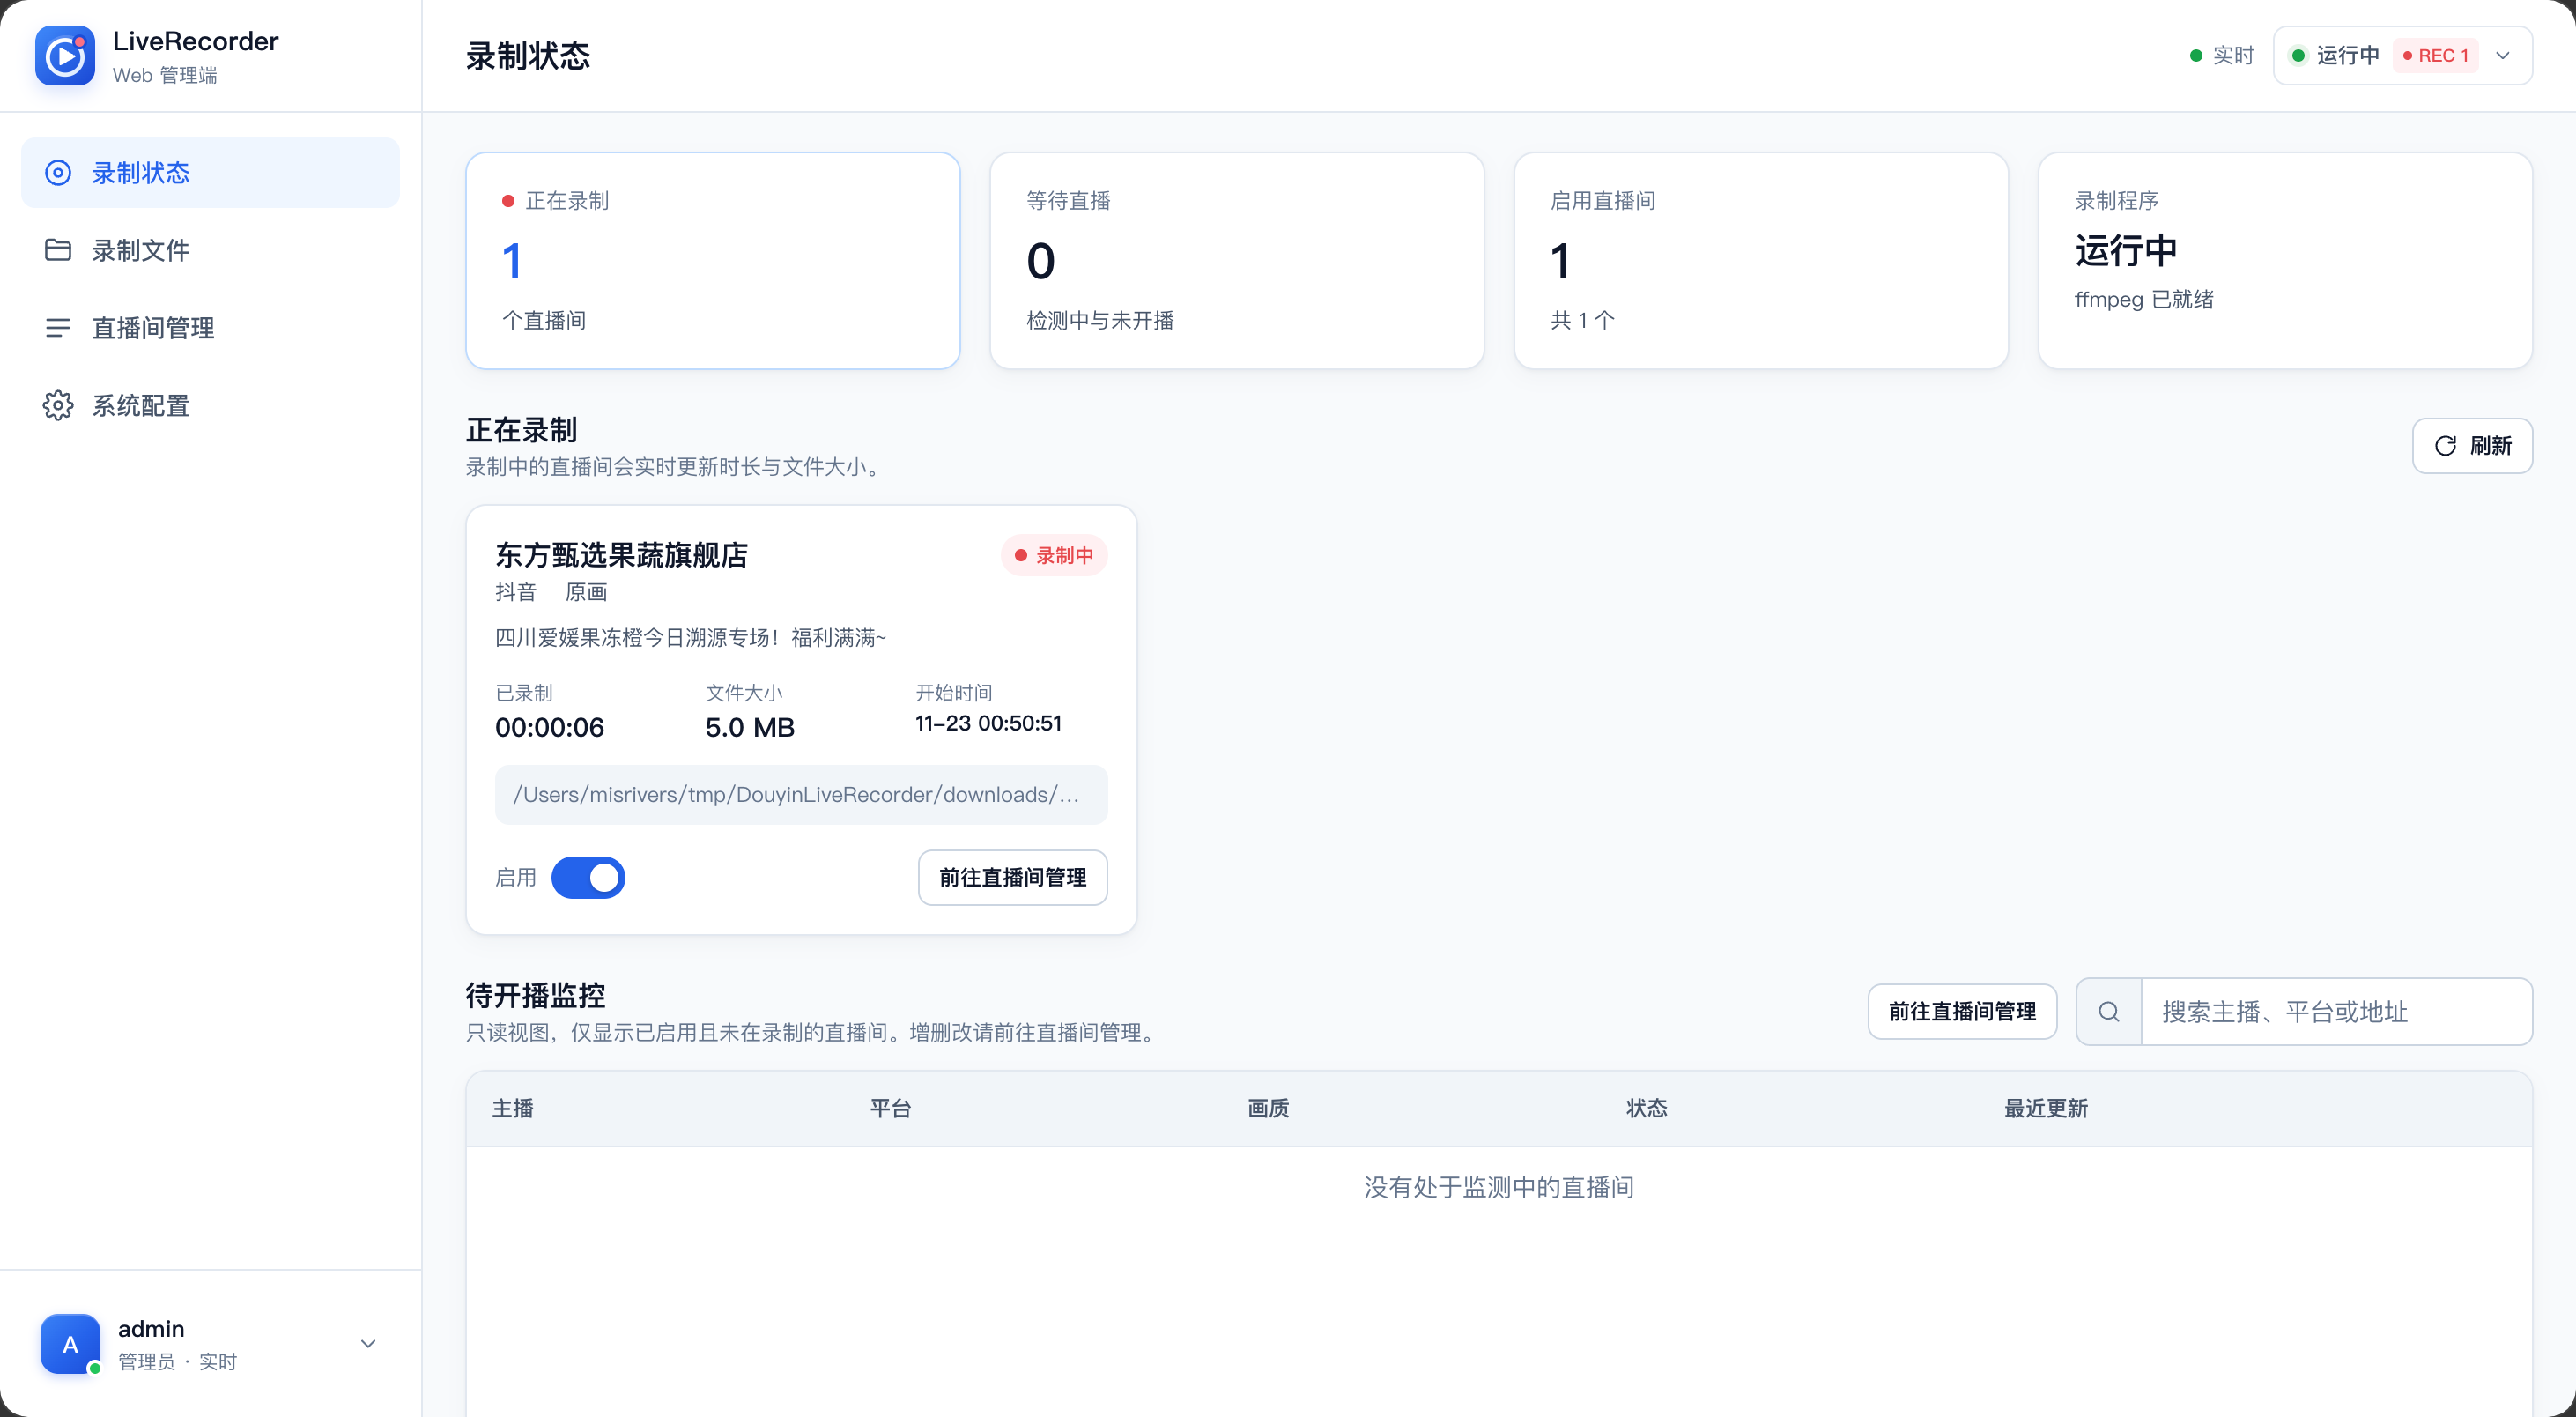 LiveRecorder
Web 管理端
录制状态
录制文件
直播间管理
系统配置
A
admin
管理员 · 实时
录制状态
实时
运行中
REC 1
正在录制
1
个直播间
等待直播
0
检测中与未开播
启用直播间
1
共 1 个
录制程序
运行中
ffmpeg 已就绪
正在录制
录制中的直播间会实时更新时长与文件大小。
刷新
东方甄选果蔬旗舰店
录制中
抖音 原画
四川爱媛果冻橙今日溯源专场！福利满满~
已录制 文件大小 开始时间
00:00:06 5.0 MB 11-23 00:50:51
/Users/misrivers/tmp/DouyinLiveRecorder/downloads/...
启用
前往直播间管理
待开播监控
只读视图，仅显示已启用且未在录制的直播间。增删改请前往直播间管理。
前往直播间管理
搜索主播、平台或地址
主播 平台 画质 状态 最近更新
没有处于监测中的直播间